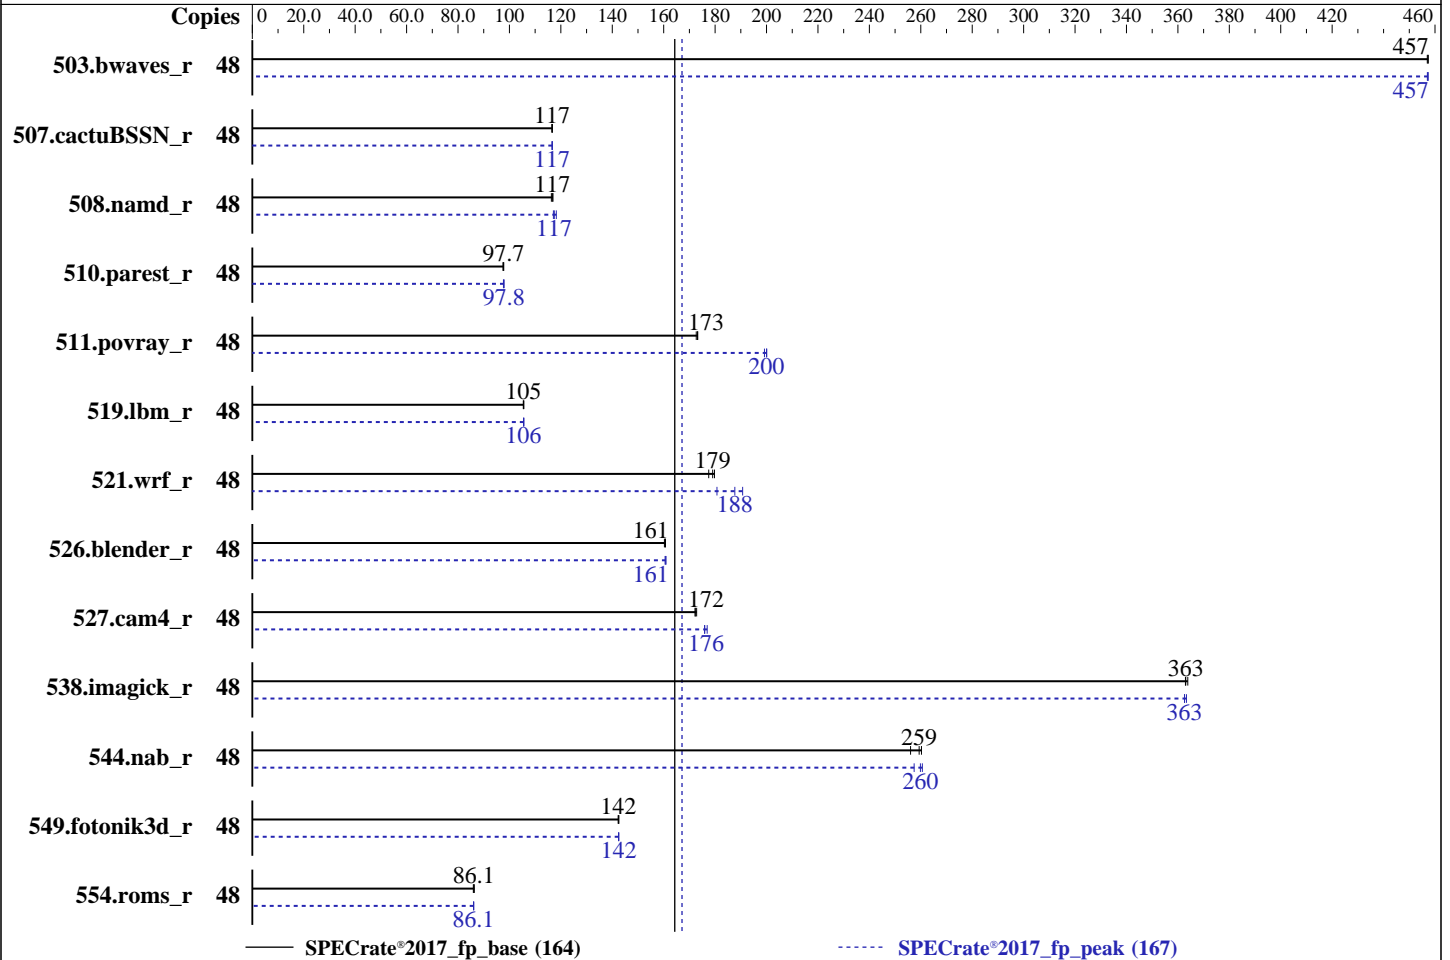 Copies 0 20.0 40.0 60.0 80.0 100 120 140 160 180 200 220 240 260 280 300 320 340 360 380 400 420 460
503.bwaves_r 48 457
457
507.cactuBSSN_r 48 117
117
508.namd_r 48 117
117
510.parest_r 48 97.7
97.8
511.povray_r 48 173
200
519.lbm_r 48 105
106
521.wrf_r 48 179
188
526.blender_r 48 161
161
527.cam4_r 48 172
176
538.imagick_r 48 363
363
544.nab_r 48 259
260
549.fotonik3d_r 48 142
142
554.roms_r 48 86.1
86.1
SPECrate®2017_fp_base (164) SPECrate®2017_fp_peak (167)